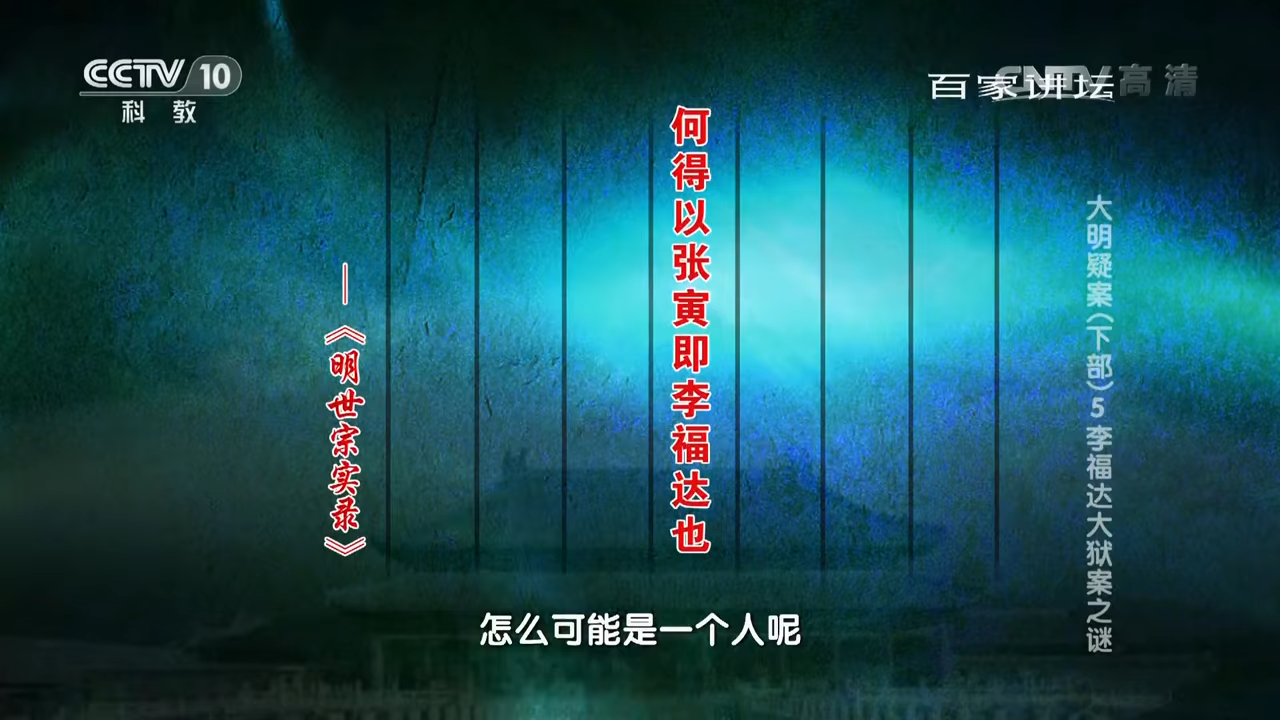 CCTV 10
科教
百家讲坛
CNTV高清
何得以张寅即李福达也
—《明世宗实录》
大明疑案（下部）5 李福达大狱案之谜
怎么可能是一个人呢